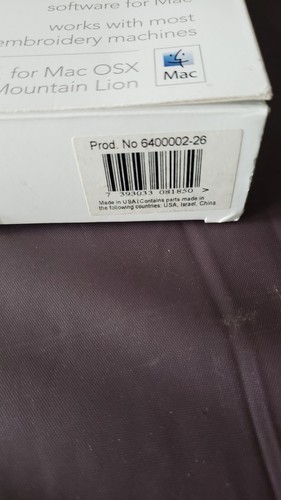 software for Mac
works with most
embroidery machines
for Mac OSX
Mountain Lion
Mac
Prod. No 6400002-26
7 393033 081850 >
Made in USA | Contains parts made in
the following countries: USA, Israel, China